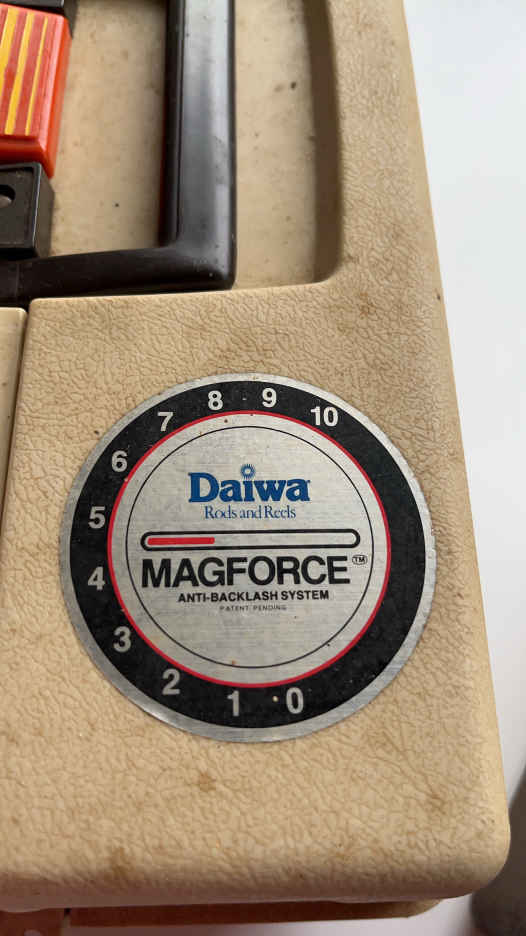 0
1
2
3
4
5
6
7
8
9
10
Daiwa
Rods and Reels
MAGFORCE™
ANTI-BACKLASH SYSTEM
PATENT PENDING